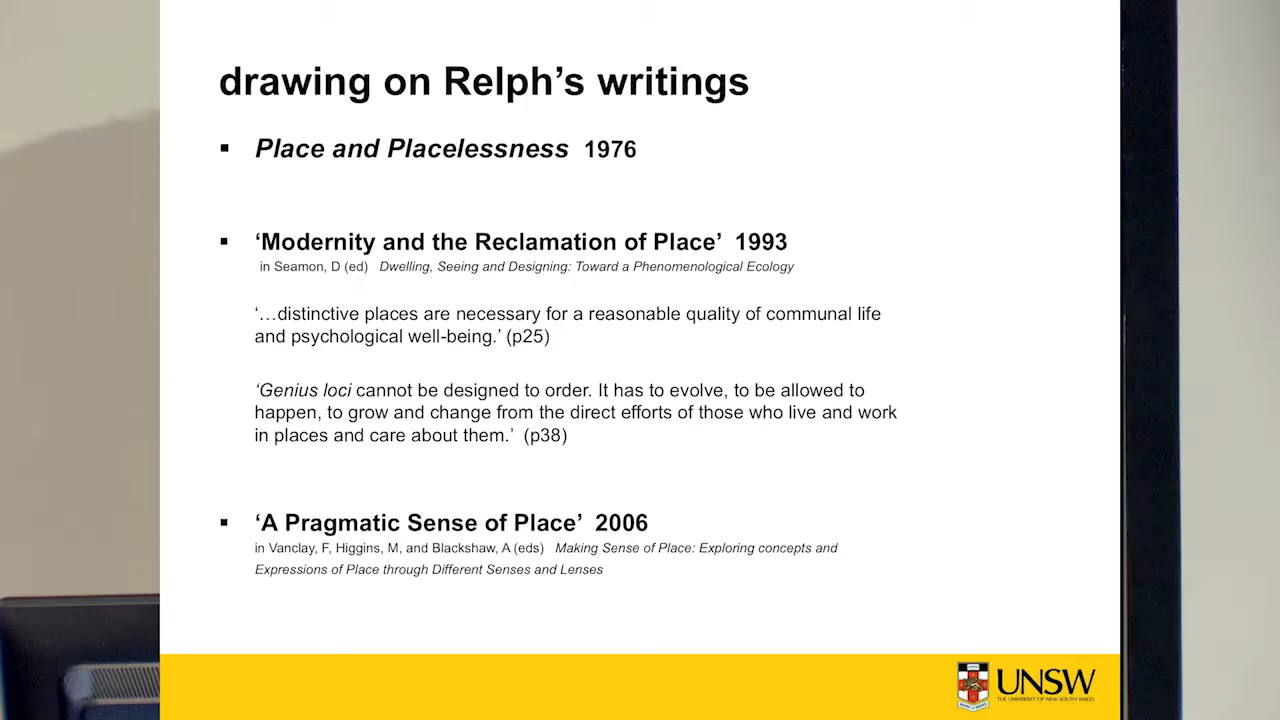 drawing on Relph’s writings
▪ Place and Placelessness 1976
▪ ‘Modernity and the Reclamation of Place’ 1993
in Seamon, D (ed) Dwelling, Seeing and Designing: Toward a Phenomenological Ecology
‘…distinctive places are necessary for a reasonable quality of communal life
and psychological well-being.’ (p25)
‘Genius loci cannot be designed to order. It has to evolve, to be allowed to
happen, to grow and change from the direct efforts of those who live and work
in places and care about them.’ (p38)
▪ ‘A Pragmatic Sense of Place’ 2006
in Vanclay, F, Higgins, M, and Blackshaw, A (eds) Making Sense of Place: Exploring concepts and
Expressions of Place through Different Senses and Lenses
UNSW
THE UNIVERSITY OF NEW SOUTH WALES